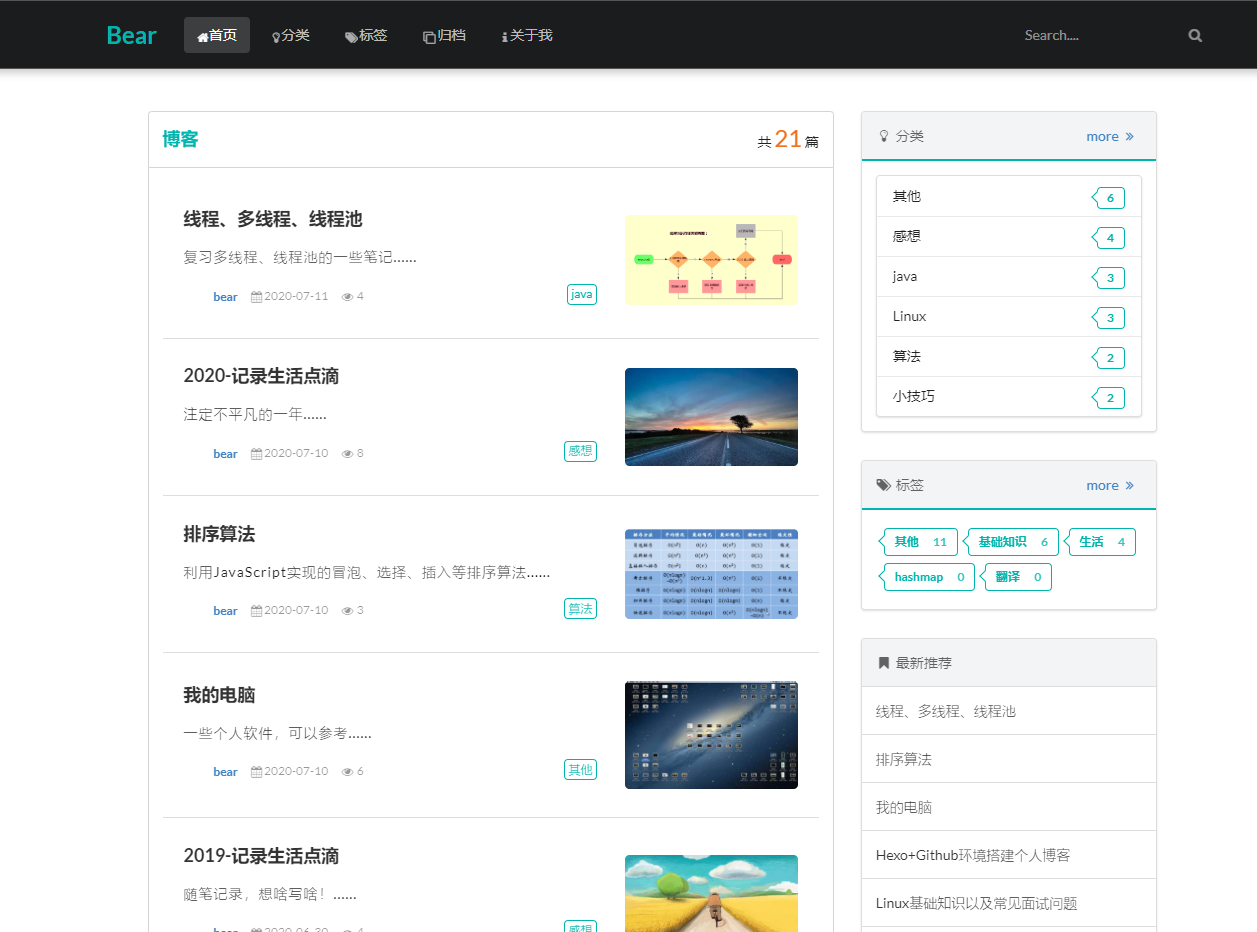 Bear 首页 分类 标签 归档 关于我 Search....
博客 共21篇
线程、多线程、线程池
复习多线程、线程池的一些笔记......
bear 2020-07-11 4 java
2020-记录生活点滴
注定不平凡的一年......
bear 2020-07-10 8 感想
排序算法
利用JavaScript实现的冒泡、选择、插入等排序算法......
bear 2020-07-10 3 算法
我的电脑
一些个人软件，可以参考......
bear 2020-07-10 6 其他
2019-记录生活点滴
随笔记录，想啥写啥！......
bear 2020-06-30 4 感想
分类 more »
其他 6
感想 4
java 3
Linux 3
算法 2
小技巧 2
标签 more »
其他 11 基础知识 6 生活 4
hashmap 0 翻译 0
最新推荐
线程、多线程、线程池
排序算法
我的电脑
Hexo+Github环境搭建个人博客
Linux基础知识以及常见面试问题